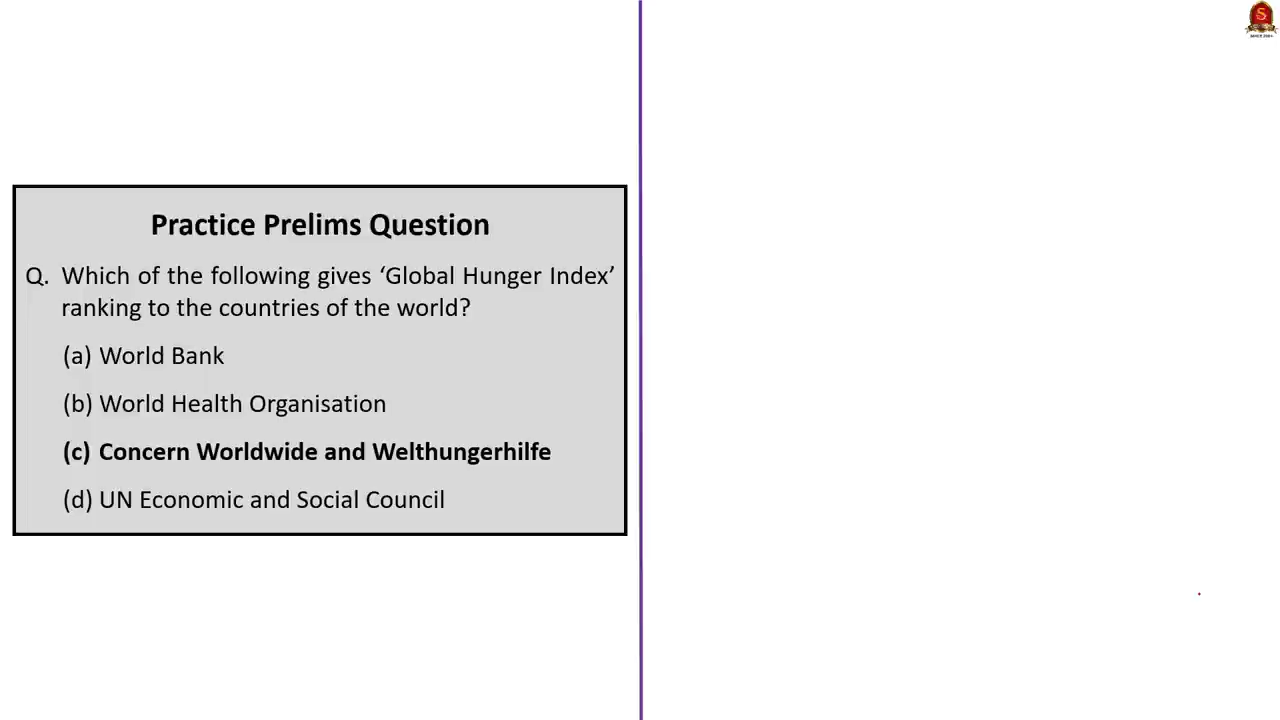 Practice Prelims Question
Q. Which of the following gives ‘Global Hunger Index’
ranking to the countries of the world?
(a) World Bank
(b) World Health Organisation
(c) Concern Worldwide and Welthungerhilfe
(d) UN Economic and Social Council
S